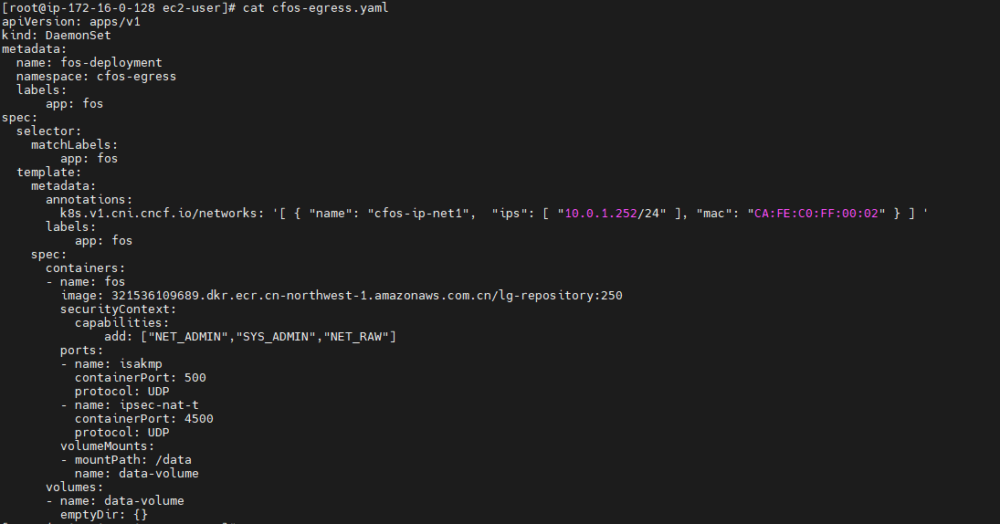 [root@ip-172-16-0-128 ec2-user]# cat cfos-egress.yaml
apiVersion: apps/v1
kind: DaemonSet
metadata:
  name: fos-deployment
  namespace: cfos-egress
  labels:
      app: fos
spec:
  selector:
    matchLabels:
        app: fos
  template:
    metadata:
      annotations:
        k8s.v1.cni.cncf.io/networks: '[ { "name": "cfos-ip-net1",  "ips": [ "10.0.1.252/24" ], "mac": "CA:FE:C0:FF:00:02" } ] '
      labels:
          app: fos
    spec:
      containers:
      - name: fos
        image: 321536109689.dkr.ecr.cn-northwest-1.amazonaws.com.cn/lg-repository:250
        securityContext:
          capabilities:
              add: ["NET_ADMIN","SYS_ADMIN","NET_RAW"]
        ports:
        - name: isakmp
          containerPort: 500
          protocol: UDP
        - name: ipsec-nat-t
          containerPort: 4500
          protocol: UDP
        volumeMounts:
        - mountPath: /data
          name: data-volume
      volumes:
      - name: data-volume
        emptyDir: {}